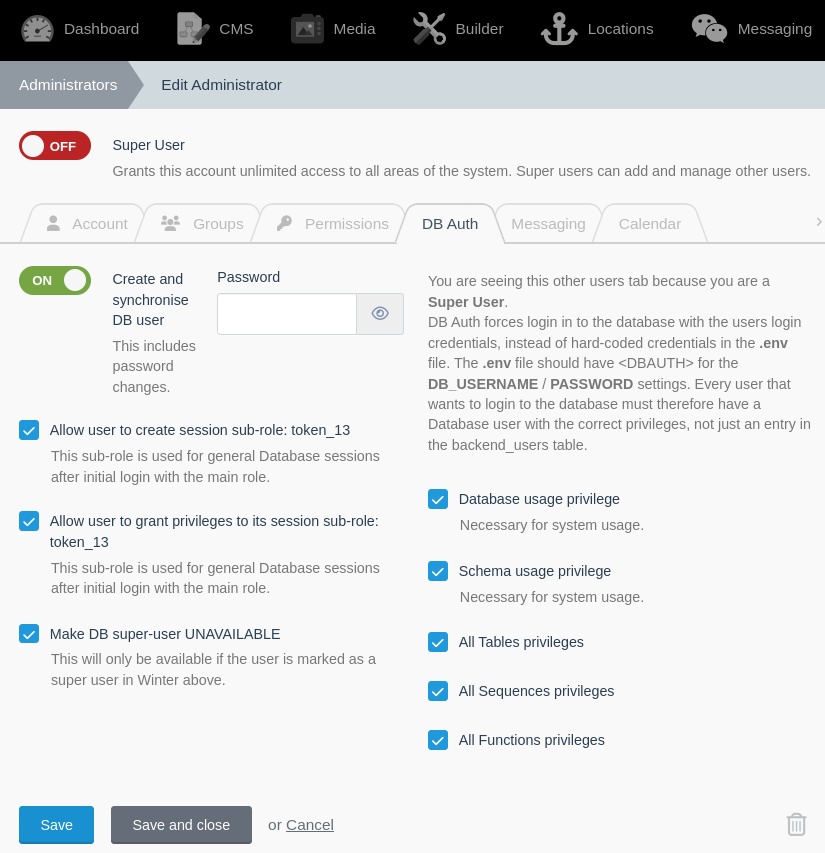 Dashboard CMS Media Builder Locations Messaging
Administrators Edit Administrator
OFF Super User
Grants this account unlimited access to all areas of the system. Super users can add and manage other users.
Account Groups Permissions DB Auth Messaging Calendar
ON
Create and
synchronise
DB user
This includes
password
changes.
Password
Allow user to create session sub-role: token_13
This sub-role is used for general Database sessions
after initial login with the main role.
Allow user to grant privileges to its session sub-role:
token_13
This sub-role is used for general Database sessions
after initial login with the main role.
Make DB super-user UNAVAILABLE
This will only be available if the user is marked as a
super user in Winter above.
You are seeing this other users tab because you are a
Super User.
DB Auth forces login in to the database with the users login
credentials, instead of hard-coded credentials in the .env
file. The .env file should have <DBAUTH> for the
DB_USERNAME / PASSWORD settings. Every user that
wants to login to the database must therefore have a
Database user with the correct privileges, not just an entry in
the backend_users table.
Database usage privilege
Necessary for system usage.
Schema usage privilege
Necessary for system usage.
All Tables privileges
All Sequences privileges
All Functions privileges
Save Save and close or Cancel